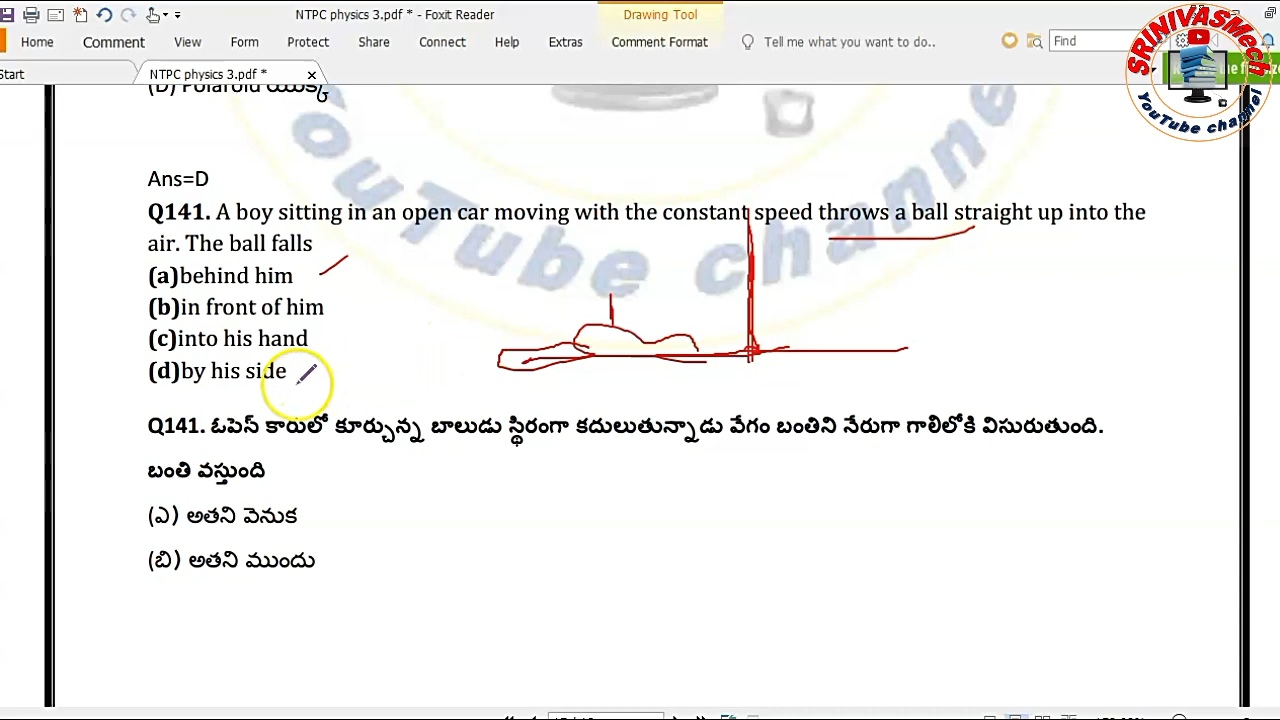 NTPC physics 3.pdf * - Foxit Reader
Drawing Tool
Home Comment View Form Protect Share Connect Help Extras Comment Format Tell me what you want to do.. Find
Start NTPC physics 3.pdf *
(D) Polaroid యొక్క
Ans=D
Q141. A boy sitting in an open car moving with the constant speed throws a ball straight up into the
air. The ball falls
(a)behind him
(b)in front of him
(c)into his hand
(d)by his side
Q141. ఓపెన్ కారులో కూర్చున్న బాలుడు స్థిరంగా కదులుతున్నాడు వేగం బంతిని నేరుగా గాలిలోకి విసురుతుంది.
బంతి వస్తుంది
(ఎ) అతని వెనుక
(బి) అతని ముందు
YouTube channel
SRINIVASMech
YouTube channel